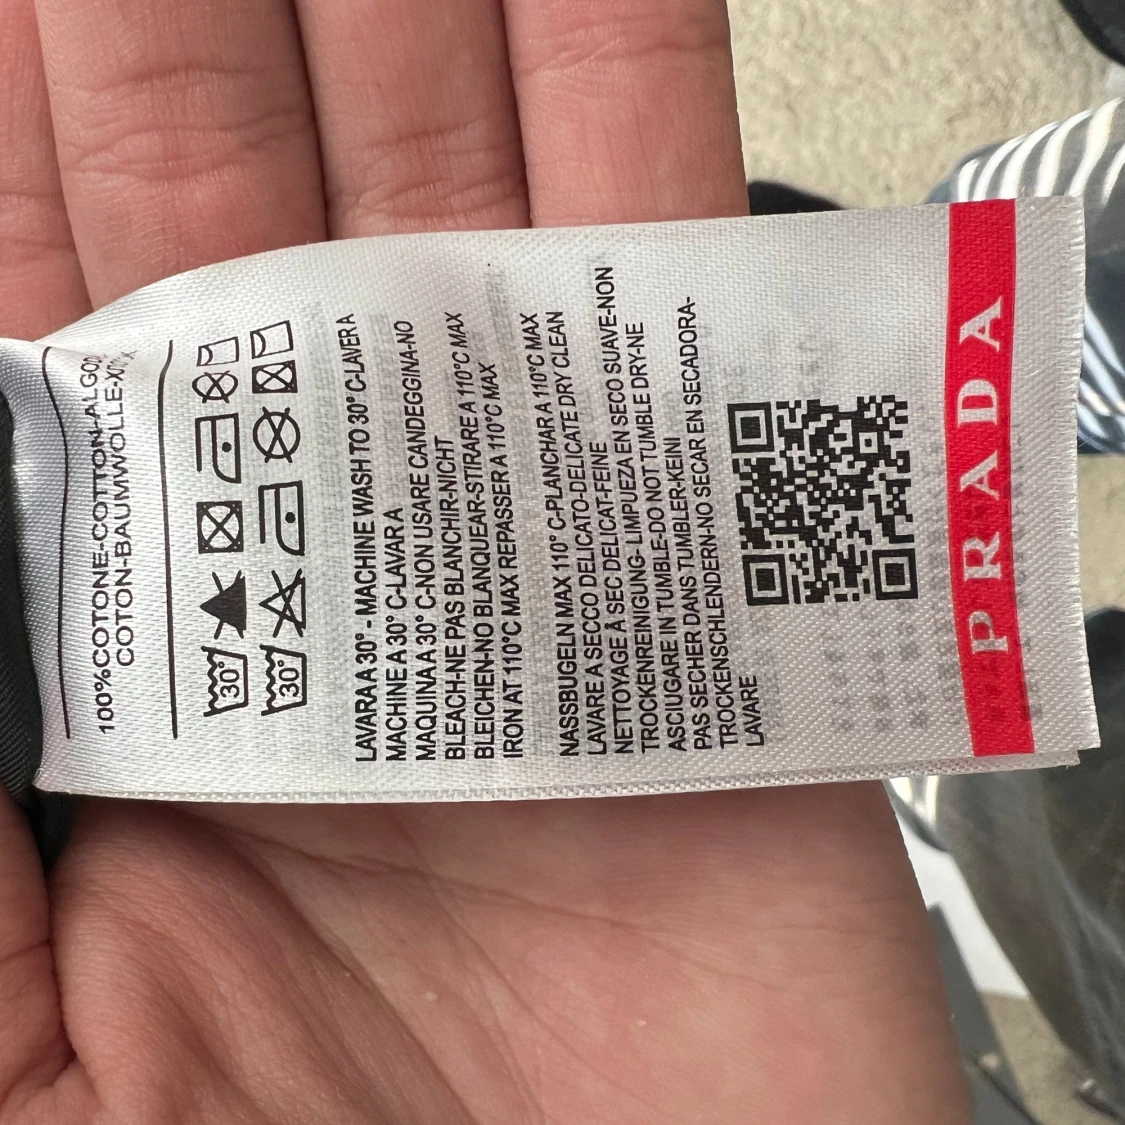 100%COTONE-COTTON-ALGOD
COTON-BAUMWOLLE-
30°
30°
LAVARA A 30° - MACHINE WASH TO 30° C-LAVER A
MACHINE A 30° C-LAVAR A
MAQUINA A 30° C-NON USARE CANDEGGINA-NO
BLEACH-NE PAS BLANCHIR-NICHT
BLEICHEN-NO BLANQUEAR-STIRARE A 110°C MAX
IRON AT 110°C MAX REPASSER A 110°C MAX
NASSBUGELN MAX 110° C-PLANCHAR A 110°C MAX
LAVARE A SECCO DELICATO-DELICATE DRY CLEAN
NETTOYAGE À SEC DELICAT-FEINE
TROCKENREINIGUNG- LIMPUEZA EN SECO SUAVE-NON
ASCIUGARE IN TUMBLE-DO NOT TUMBLE DRY-NE
PAS SECHER DANS TUMBLER-KEINI
TROCKENSCHLENDERN-NO SECAR EN SECADORA-
LAVARE
PRADA